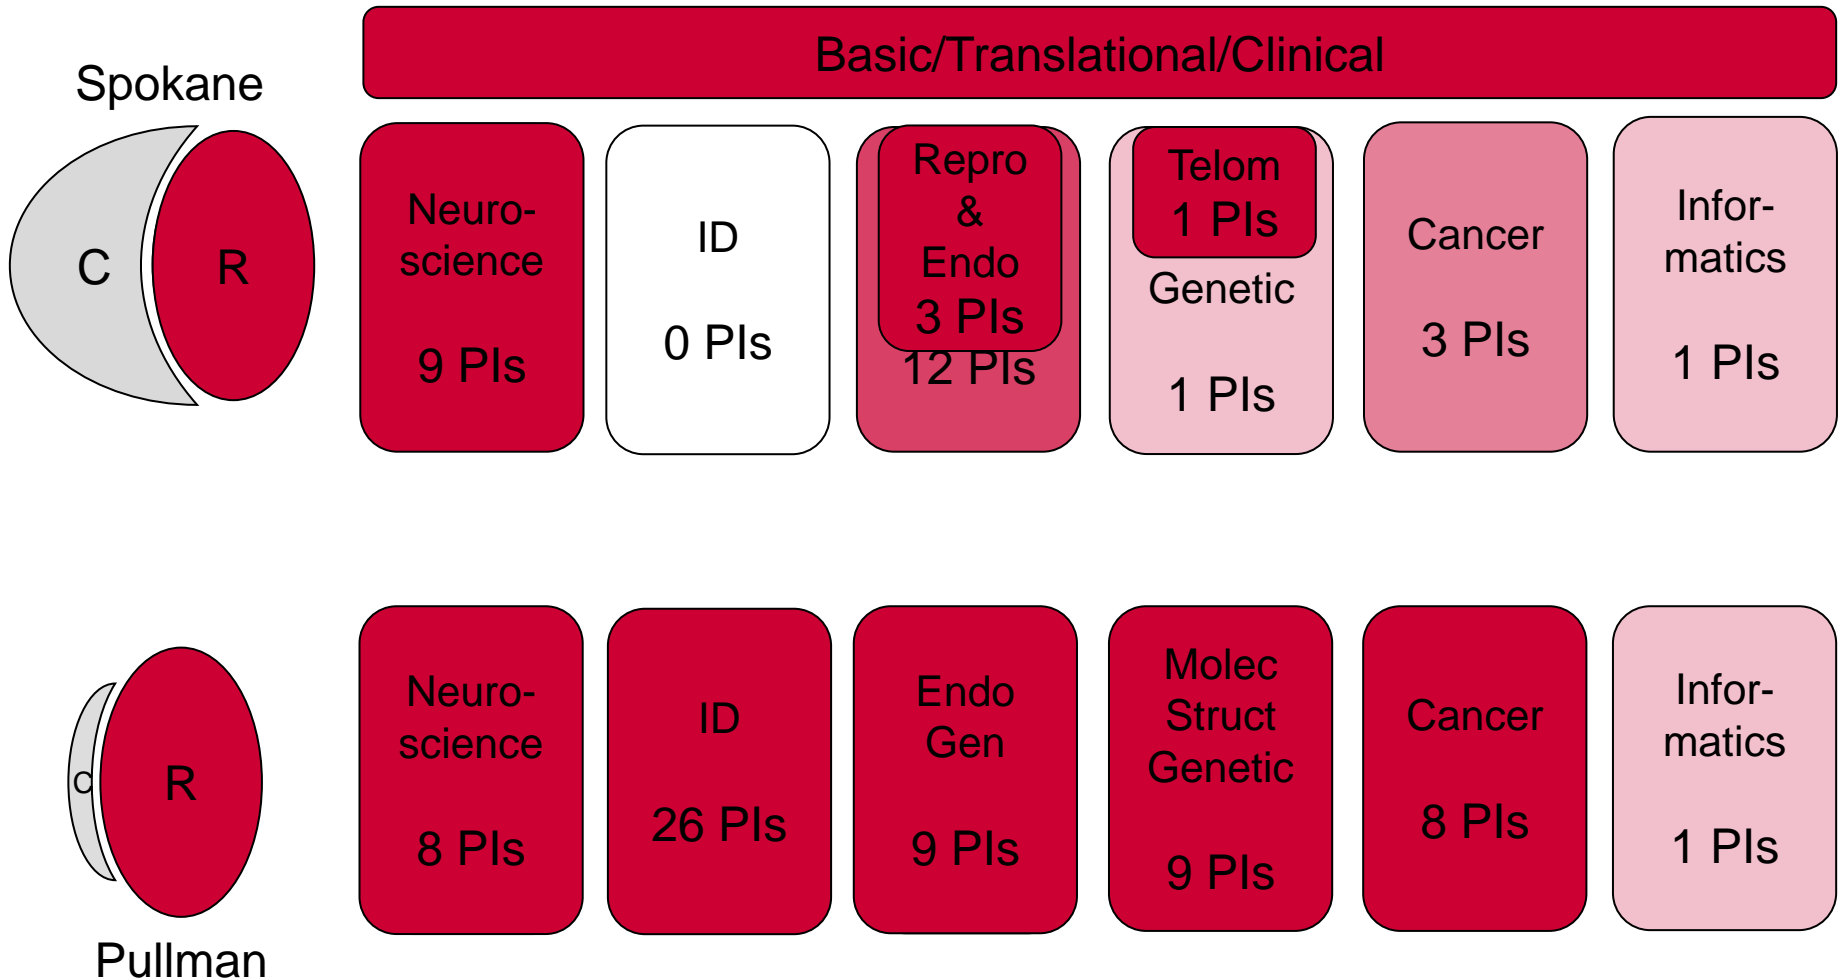 Basic/Translational/Clinical
Spokane
C
R
Neuro-
science
9 PIs
ID
0 PIs
Repro
&
Endo
3 PIs
12 PIs
Telom
1 PIs
Genetic
1 PIs
Cancer
3 PIs
Infor-
matics
1 PIs
C
R
Pullman
Neuro-
science
8 PIs
ID
26 PIs
Endo
Gen
9 PIs
Molec
Struct
Genetic
9 PIs
Cancer
8 PIs
Infor-
matics
1 PIs